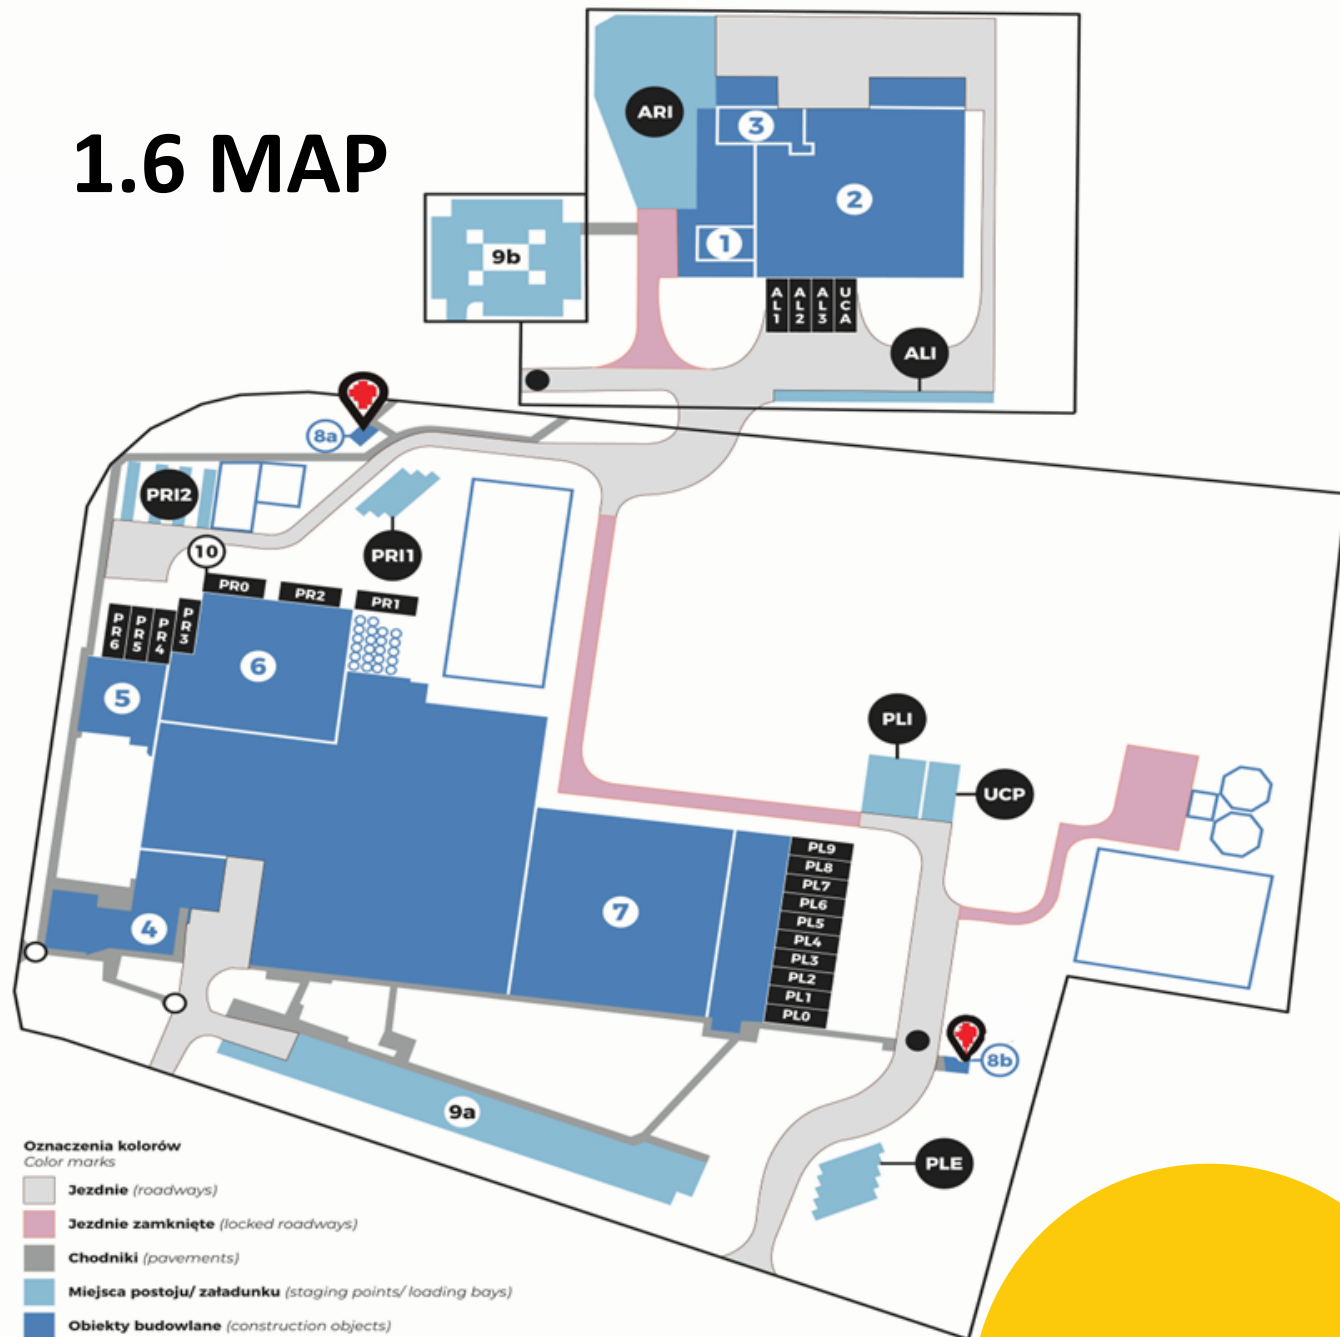 1.6 MAP
ARI
3
2
9b
1
AL1
AL2
AL3
UCA
ALI
8a
PRI2
PRI1
10
PR0
PR2
PR1
PR6
PR5
PR4
PR3
6
5
PLI
UCP
PL9
PL8
PL7
PL6
PL5
PL4
PL3
PL2
PL1
PL0
7
4
8b
9a
PLE
Oznaczenia kolorów
Color marks
Jezdnie (roadways)
Jezdnie zamknięte (locked roadways)
Chodniki (pavements)
Miejsca postoju/ załadunku (staging points/ loading bays)
Obiekty budowlane (construction objects)